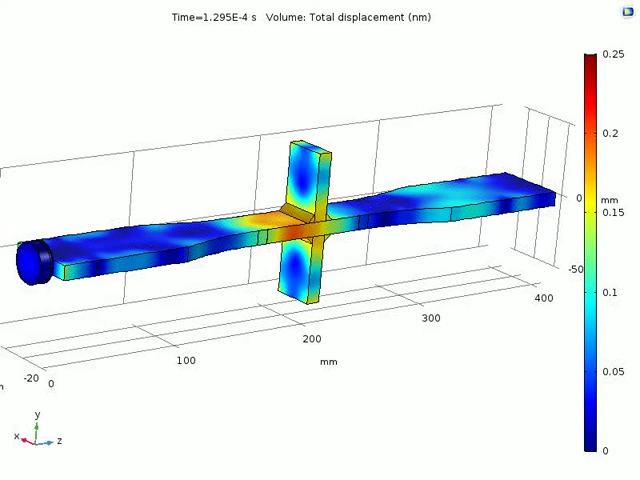 Time=1.295E-4 s Volume: Total displacement (nm)
0.25
0.2
mm
0.15
0.1
0.05
0
0
-50
400
300
200
100
mm
-20
0
y
x
z